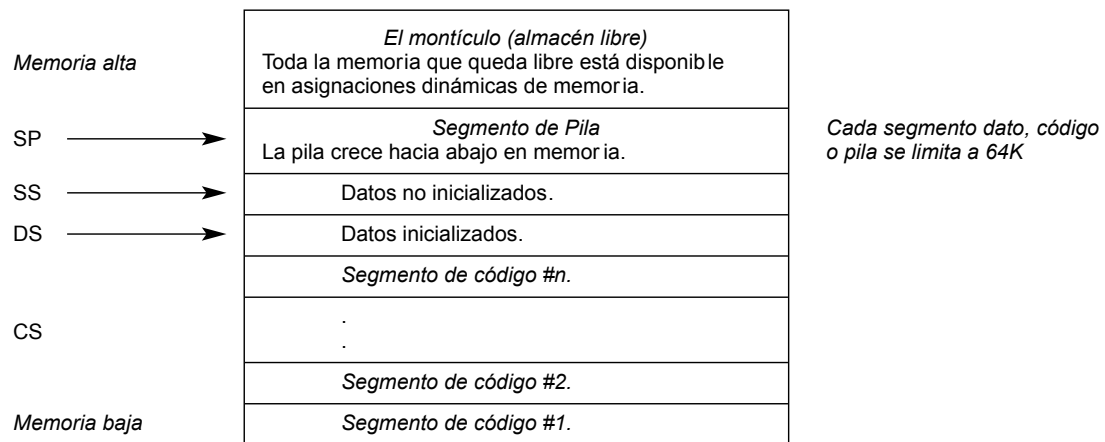 El montículo (almacén libre)
Memoria alta
Toda la memoria que queda libre está disponible
en asignaciones dinámicas de memoria.
SP
Segmento de Pila
La pila crece hacia abajo en memoria.
Cada segmento dato, código
o pila se limita a 64K
SS
Datos no inicializados.
DS
Datos inicializados.
Segmento de código #n.
CS
.
.
Segmento de código #2.
Memoria baja
Segmento de código #1.